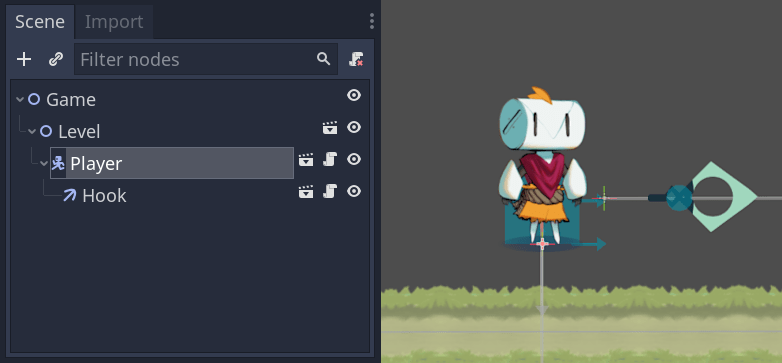 Scene Import
Filter nodes
Game
Level
Player
Hook